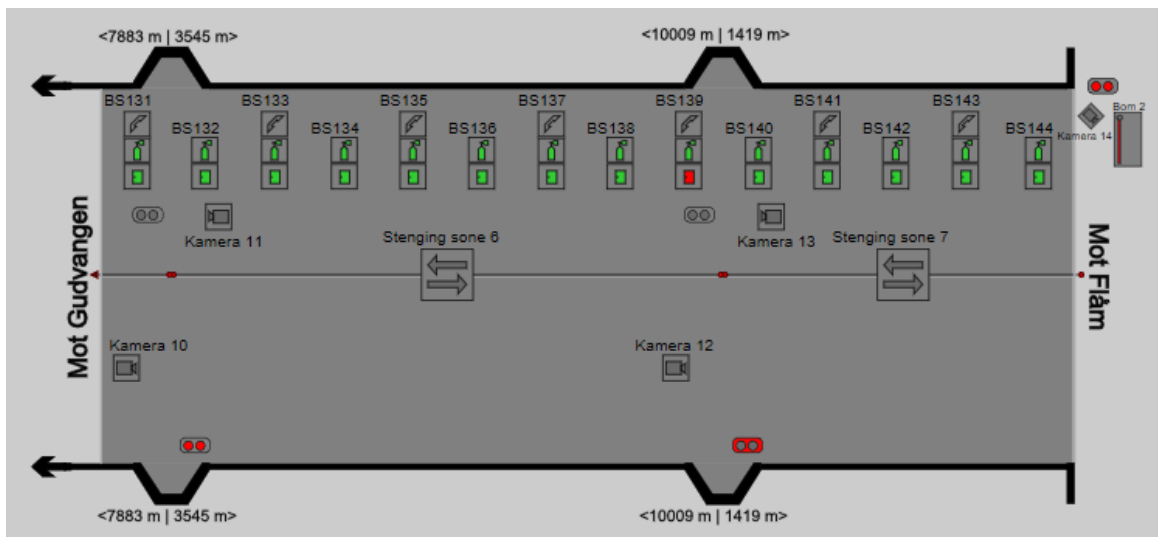 <7883 m | 3545 m>
<10009 m | 1419 m>
BS131
BS133
BS135
BS137
BS139
BS141
BS143
Bom 2
BS132
BS134
BS136
BS138
BS140
BS142
BS144
Kamera 14
Kamera 11
Stenging sone 6
Kamera 13
Stenging sone 7
Mot Gudvangen
Mot Flåm
Kamera 10
Kamera 12
<7883 m | 3545 m>
<10009 m | 1419 m>